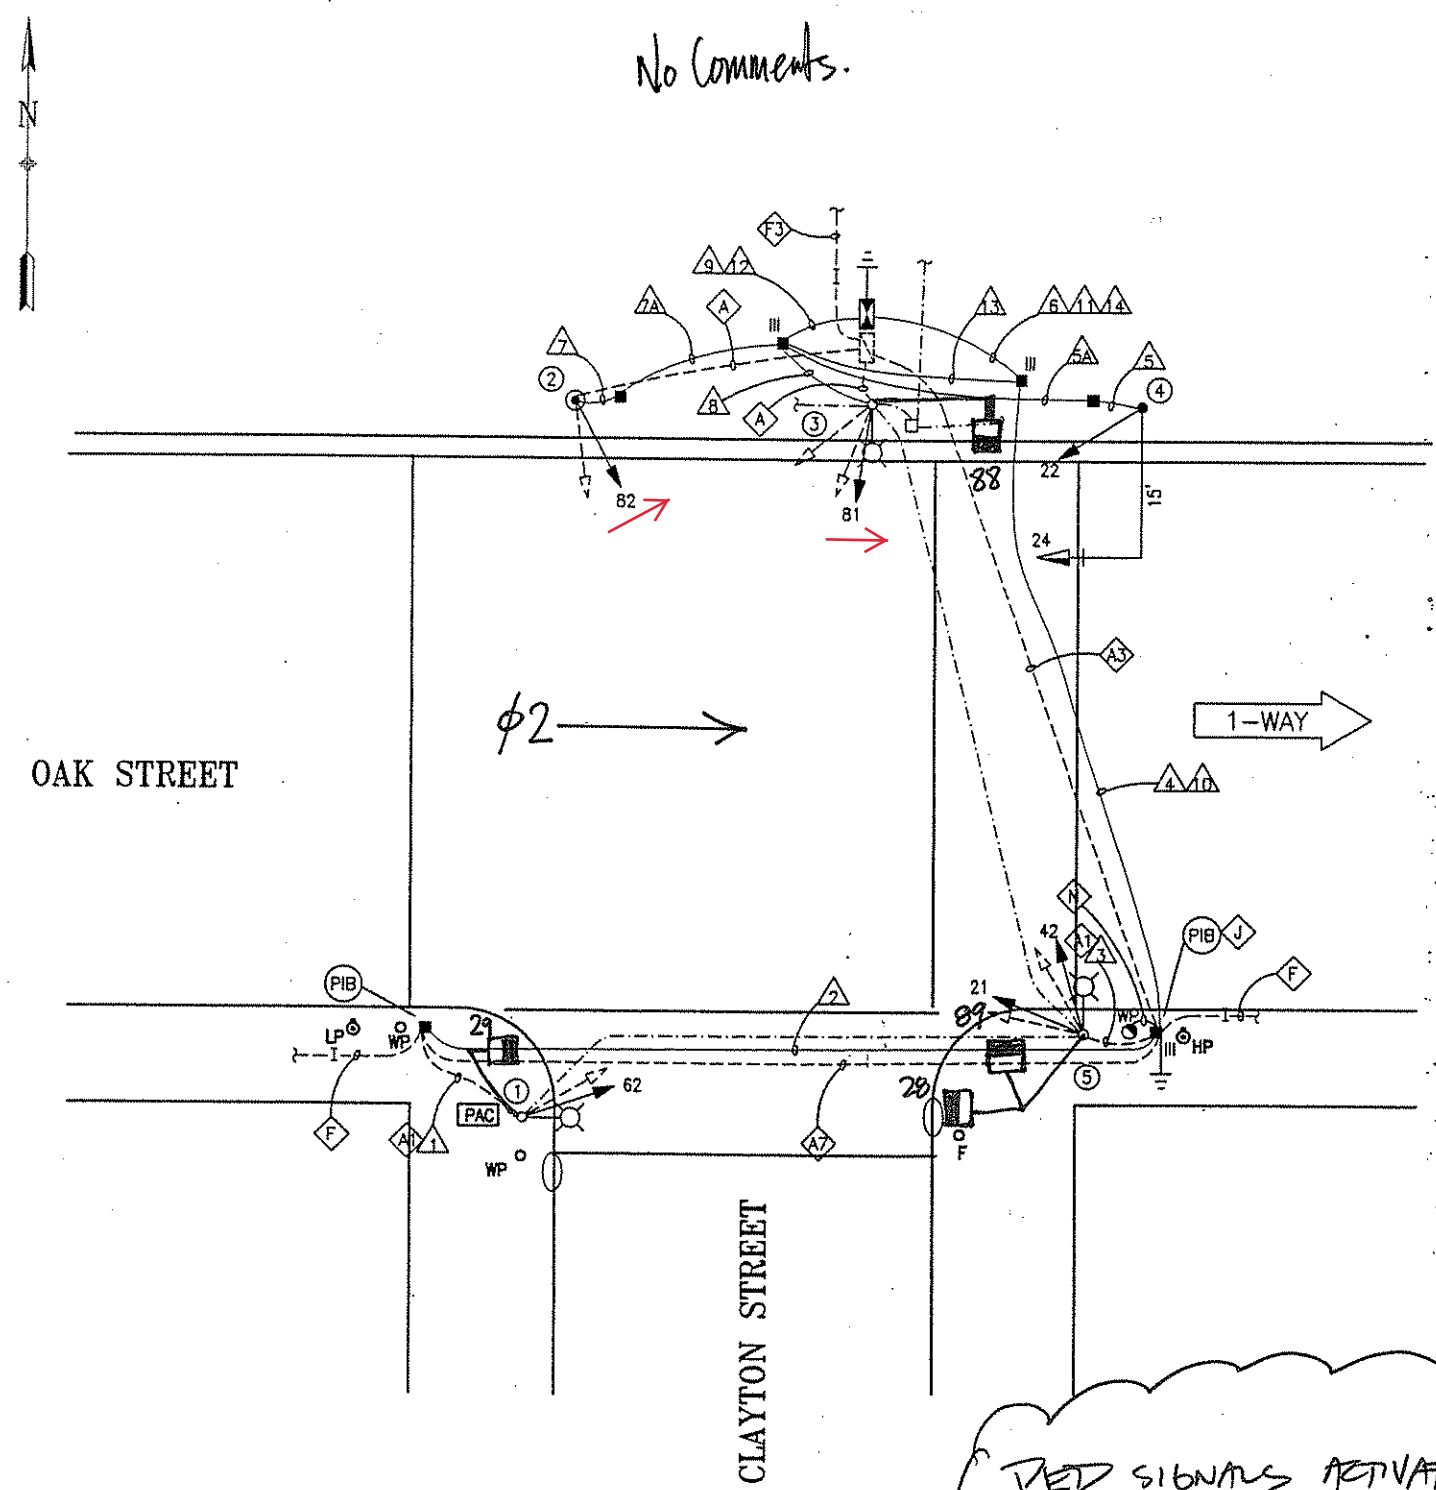 No Comments.
N
F3
9 12
7A
A
III
13
6 11 14
7
2
III
5A
5
4
8
A
3
82
81
88
22
15'
24
A3
φ2
1-WAY
OAK STREET
4 10
N
42
A1
3
PIB
J
PIB
2
21
F
LP
WP
29
89
WP
III
HP
1
62
28
5
PAC
F
A1
1
A7
F
WP
CLAYTON STREET
PED SIGNALS